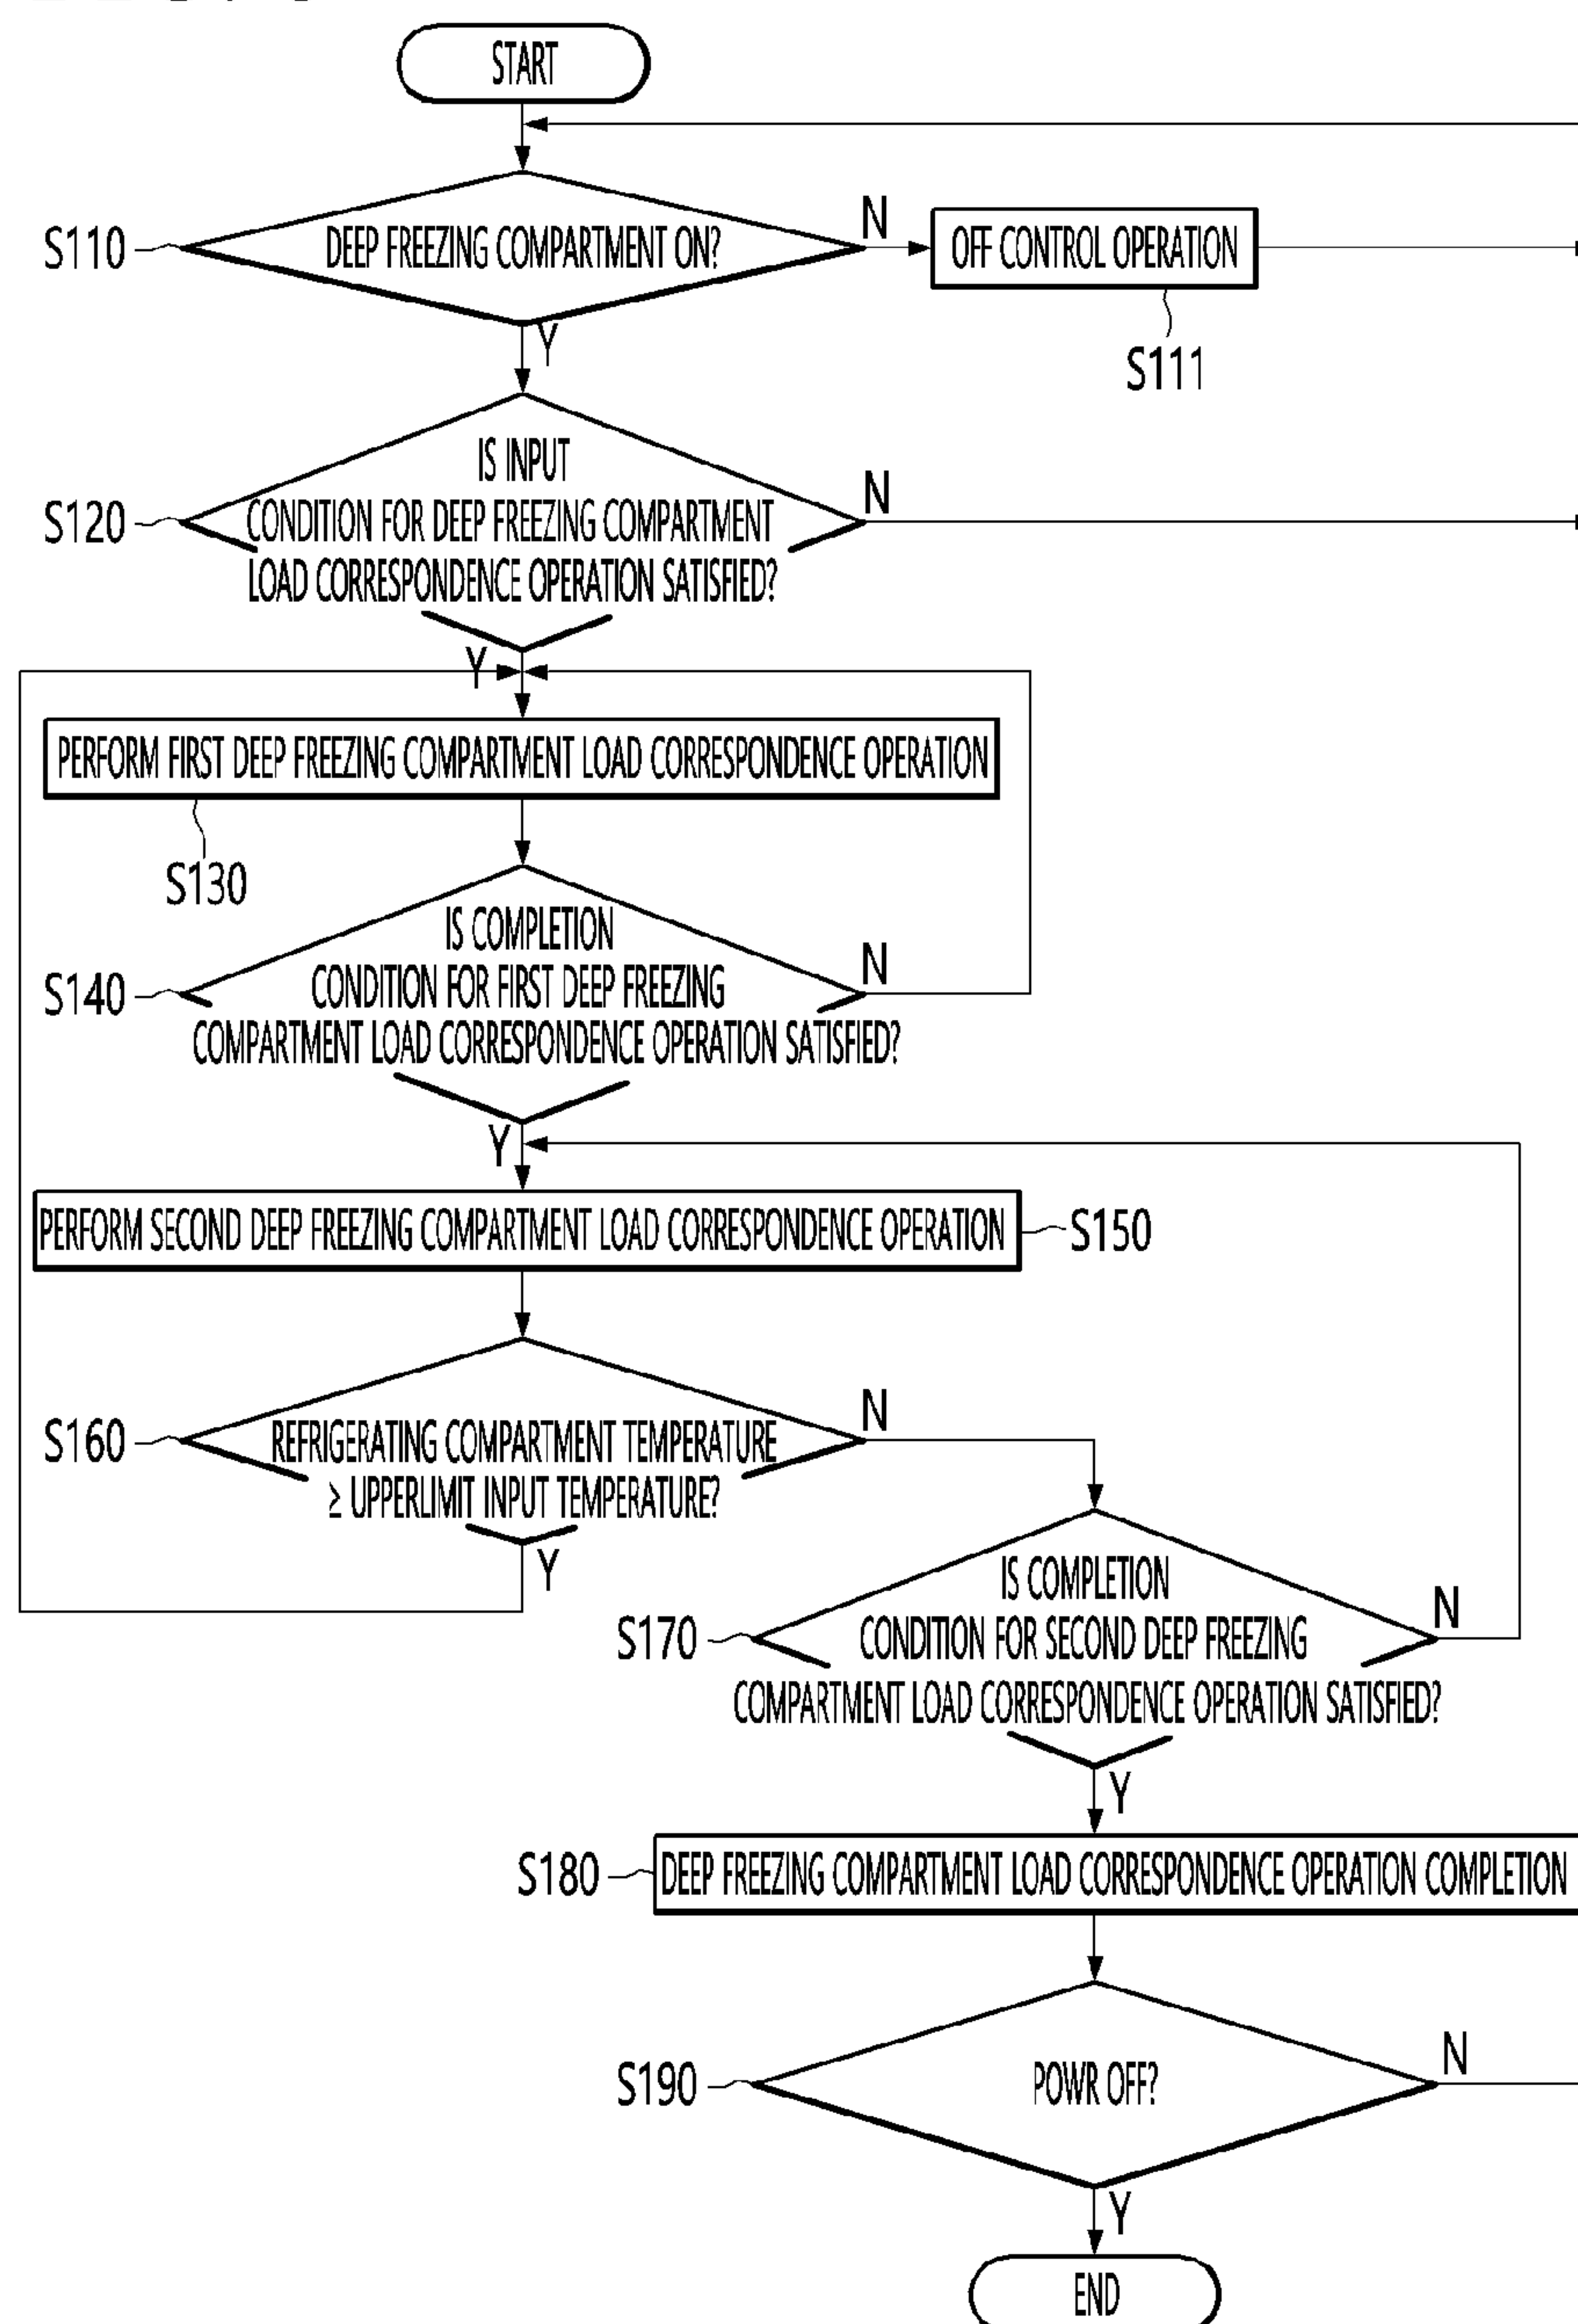 START
S110
DEEP FREEZING COMPARTMENT ON?
N
OFF CONTROL OPERATION
S111
Y
S120
IS INPUT
CONDITION FOR DEEP FREEZING COMPARTMENT
LOAD CORRESPONDENCE OPERATION SATISFIED?
N
Y
PERFORM FIRST DEEP FREEZING COMPARTMENT LOAD CORRESPONDENCE OPERATION
S130
S140
IS COMPLETION
CONDITION FOR FIRST DEEP FREEZING
COMPARTMENT LOAD CORRESPONDENCE OPERATION SATISFIED?
N
Y
PERFORM SECOND DEEP FREEZING COMPARTMENT LOAD CORRESPONDENCE OPERATION
S150
S160
REFRIGERATING COMPARTMENT TEMPERATURE
≥ UPPERLIMIT INPUT TEMPERATURE?
N
Y
S170
IS COMPLETION
CONDITION FOR SECOND DEEP FREEZING
COMPARTMENT LOAD CORRESPONDENCE OPERATION SATISFIED?
N
Y
S180
DEEP FREEZING COMPARTMENT LOAD CORRESPONDENCE OPERATION COMPLETION
S190
POWR OFF?
N
Y
END